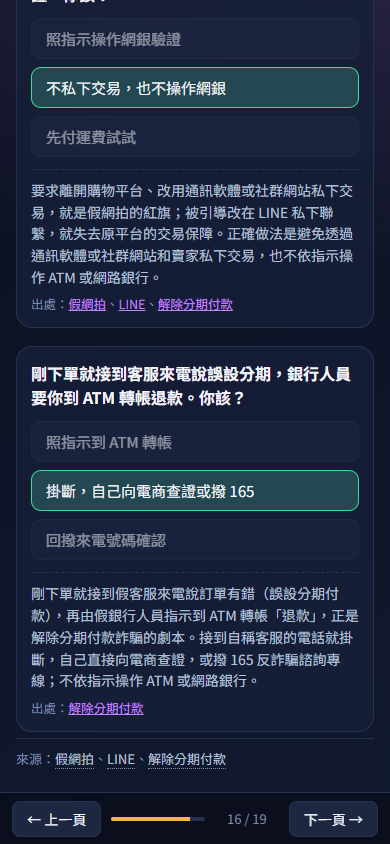 照指示操作網銀驗證
不私下交易，也不操作網銀
先付運費試試
要求離開購物平台、改用通訊軟體或社群網站私下交
易，就是假網拍的紅旗；被引導改在 LINE 私下聯
繫，就失去原平台的交易保障。正確做法是避免透過
通訊軟體或社群網站和賣家私下交易，也不依指示操
作 ATM 或網路銀行。
出處：假網拍、LINE、解除分期付款
剛下單就接到客服來電說誤設分期，銀行人員
要你到 ATM 轉帳退款。你該？
照指示到 ATM 轉帳
掛斷，自己向電商查證或撥 165
回撥來電號碼確認
剛下單就接到假客服來電說訂單有錯（誤設分期付
款），再由假銀行人員指示到 ATM 轉帳「退款」，正是
解除分期付款詐騙的劇本。接到自稱客服的電話就掛
斷，自己直接向電商查證，或撥 165 反詐騙諮詢專
線；不依指示操作 ATM 或網路銀行。
出處：解除分期付款
來源：假網拍、LINE、解除分期付款
← 上一頁
16 / 19
下一頁 →